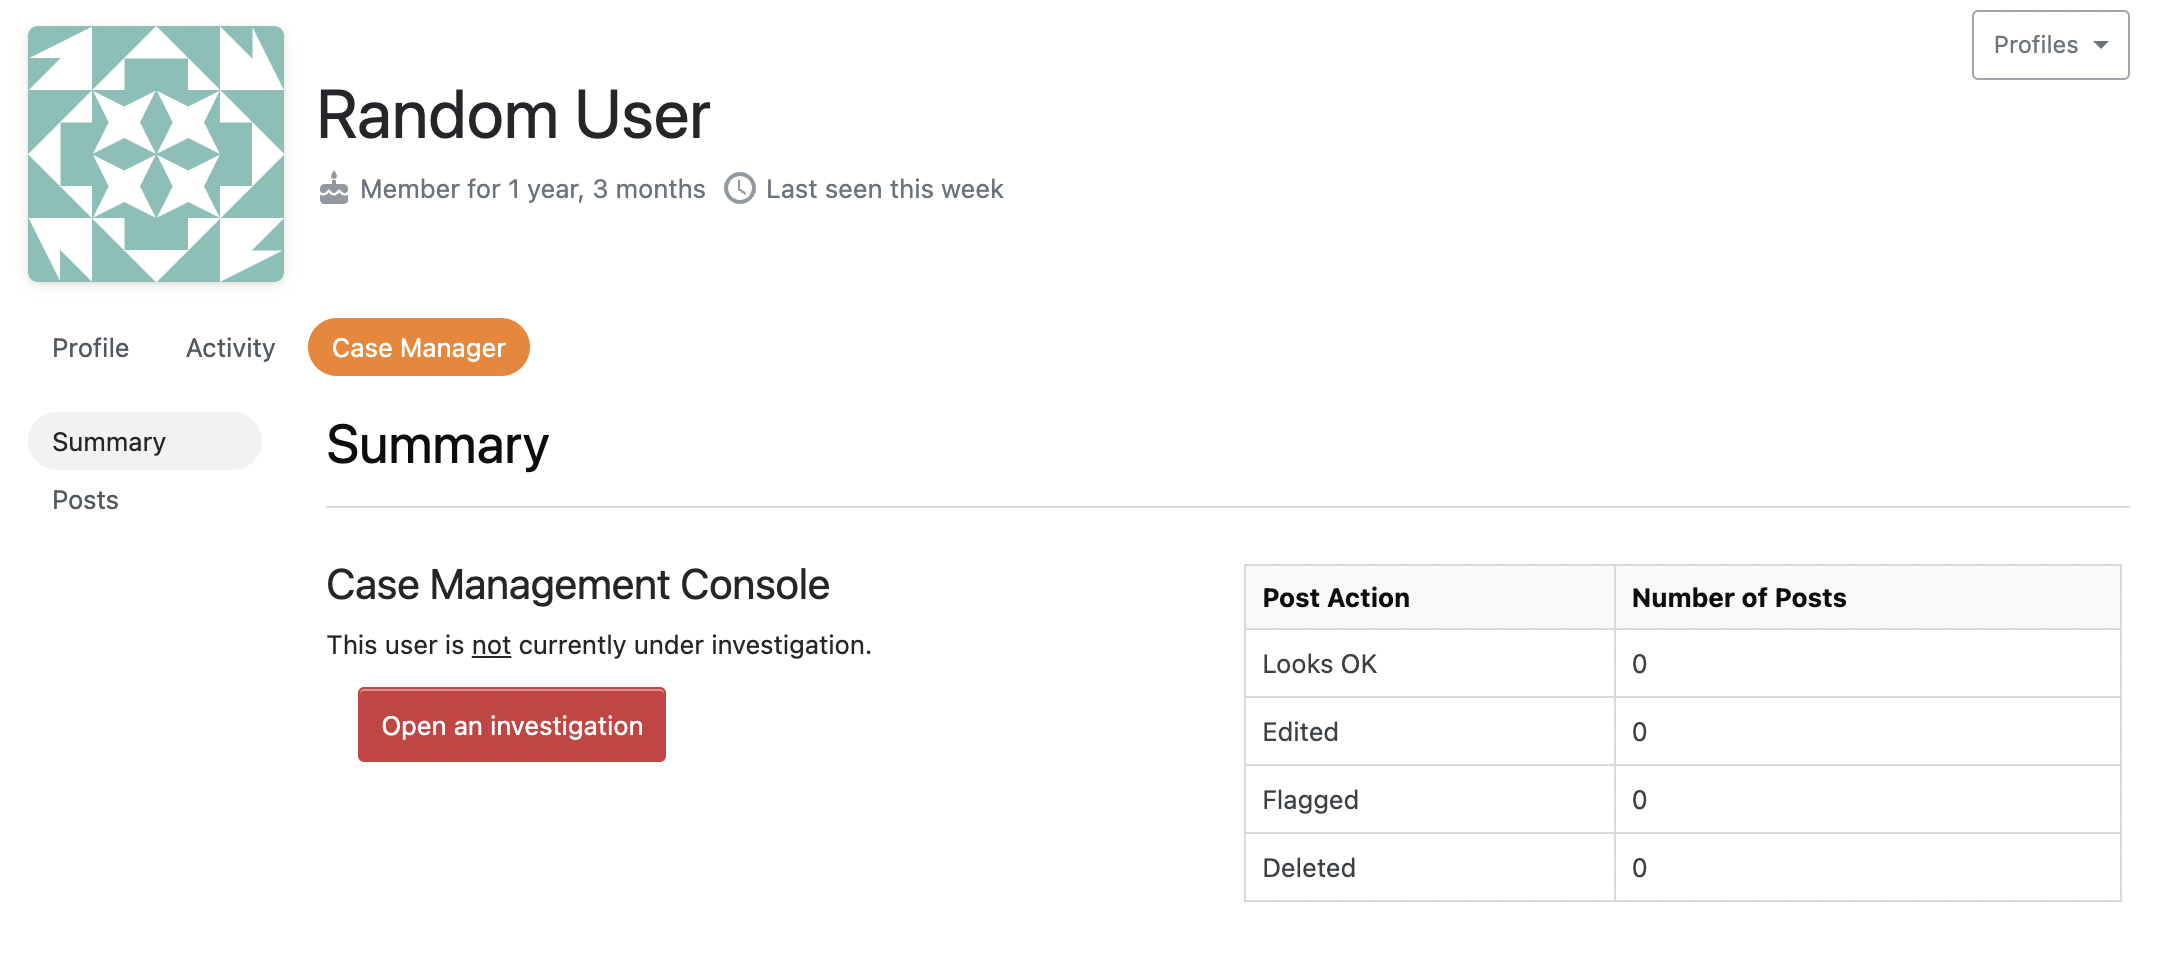 Profiles
Random User
Member for 1 year, 3 months Last seen this week
Profile Activity Case Manager
Summary
Posts
Summary
Case Management Console
This user is not currently under investigation.
Open an investigation
Post Action Number of Posts
Looks OK 0
Edited 0
Flagged 0
Deleted 0